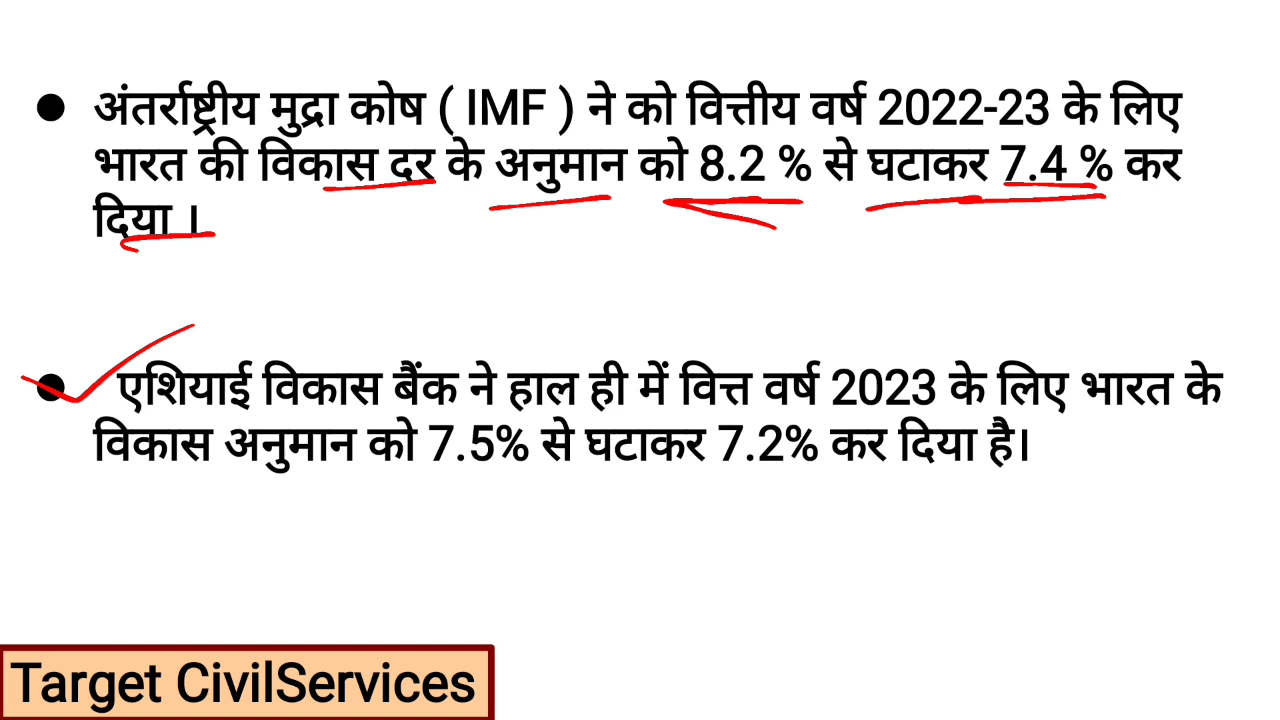 ● अंतर्राष्ट्रीय मुद्रा कोष ( IMF ) ने को वित्तीय वर्ष 2022-23 के लिए
भारत की विकास दर के अनुमान को 8.2 % से घटाकर 7.4 % कर
दिया ।
● एशियाई विकास बैंक ने हाल ही में वित्त वर्ष 2023 के लिए भारत के
विकास अनुमान को 7.5% से घटाकर 7.2% कर दिया है।
Target CivilServices